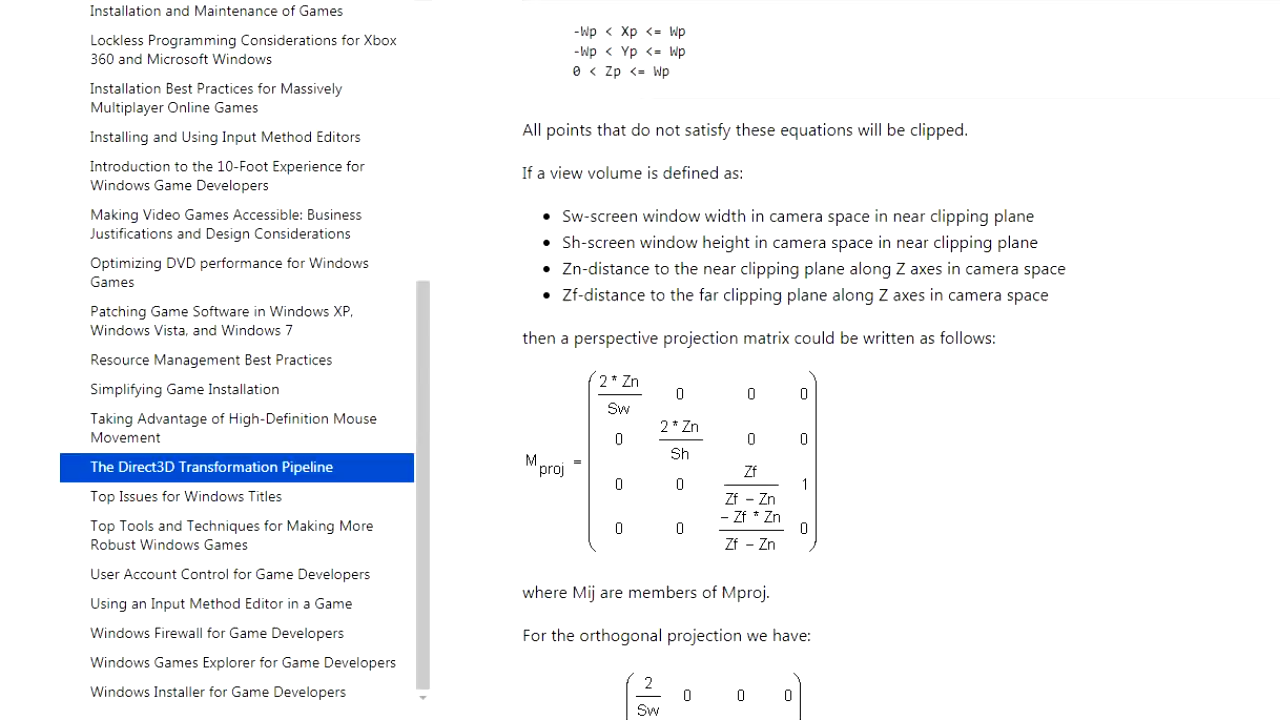 Installation and Maintenance of Games
Lockless Programming Considerations for Xbox
360 and Microsoft Windows
Installation Best Practices for Massively
Multiplayer Online Games
Installing and Using Input Method Editors
Introduction to the 10-Foot Experience for
Windows Game Developers
Making Video Games Accessible: Business
Justifications and Design Considerations
Optimizing DVD performance for Windows
Games
Patching Game Software in Windows XP,
Windows Vista, and Windows 7
Resource Management Best Practices
Simplifying Game Installation
Taking Advantage of High-Definition Mouse
Movement
The Direct3D Transformation Pipeline
Top Issues for Windows Titles
Top Tools and Techniques for Making More
Robust Windows Games
User Account Control for Game Developers
Using an Input Method Editor in a Game
Windows Firewall for Game Developers
Windows Games Explorer for Game Developers
Windows Installer for Game Developers
-Wp < Xp <= Wp
-Wp < Yp <= Wp
0 < Zp <= Wp
All points that do not satisfy these equations will be clipped.
If a view volume is defined as:
• Sw-screen window width in camera space in near clipping plane
• Sh-screen window height in camera space in near clipping plane
• Zn-distance to the near clipping plane along Z axes in camera space
• Zf-distance to the far clipping plane along Z axes in camera space
then a perspective projection matrix could be written as follows:
2 * Zn
Sw
0 0 0
0
2 * Zn
Sh
0 0
Mproj =
0 0
Zf
Zf - Zn
1
0 0
- Zf * Zn
Zf - Zn
0
where Mij are members of Mproj.
For the orthogonal projection we have:
2
Sw
0 0 0